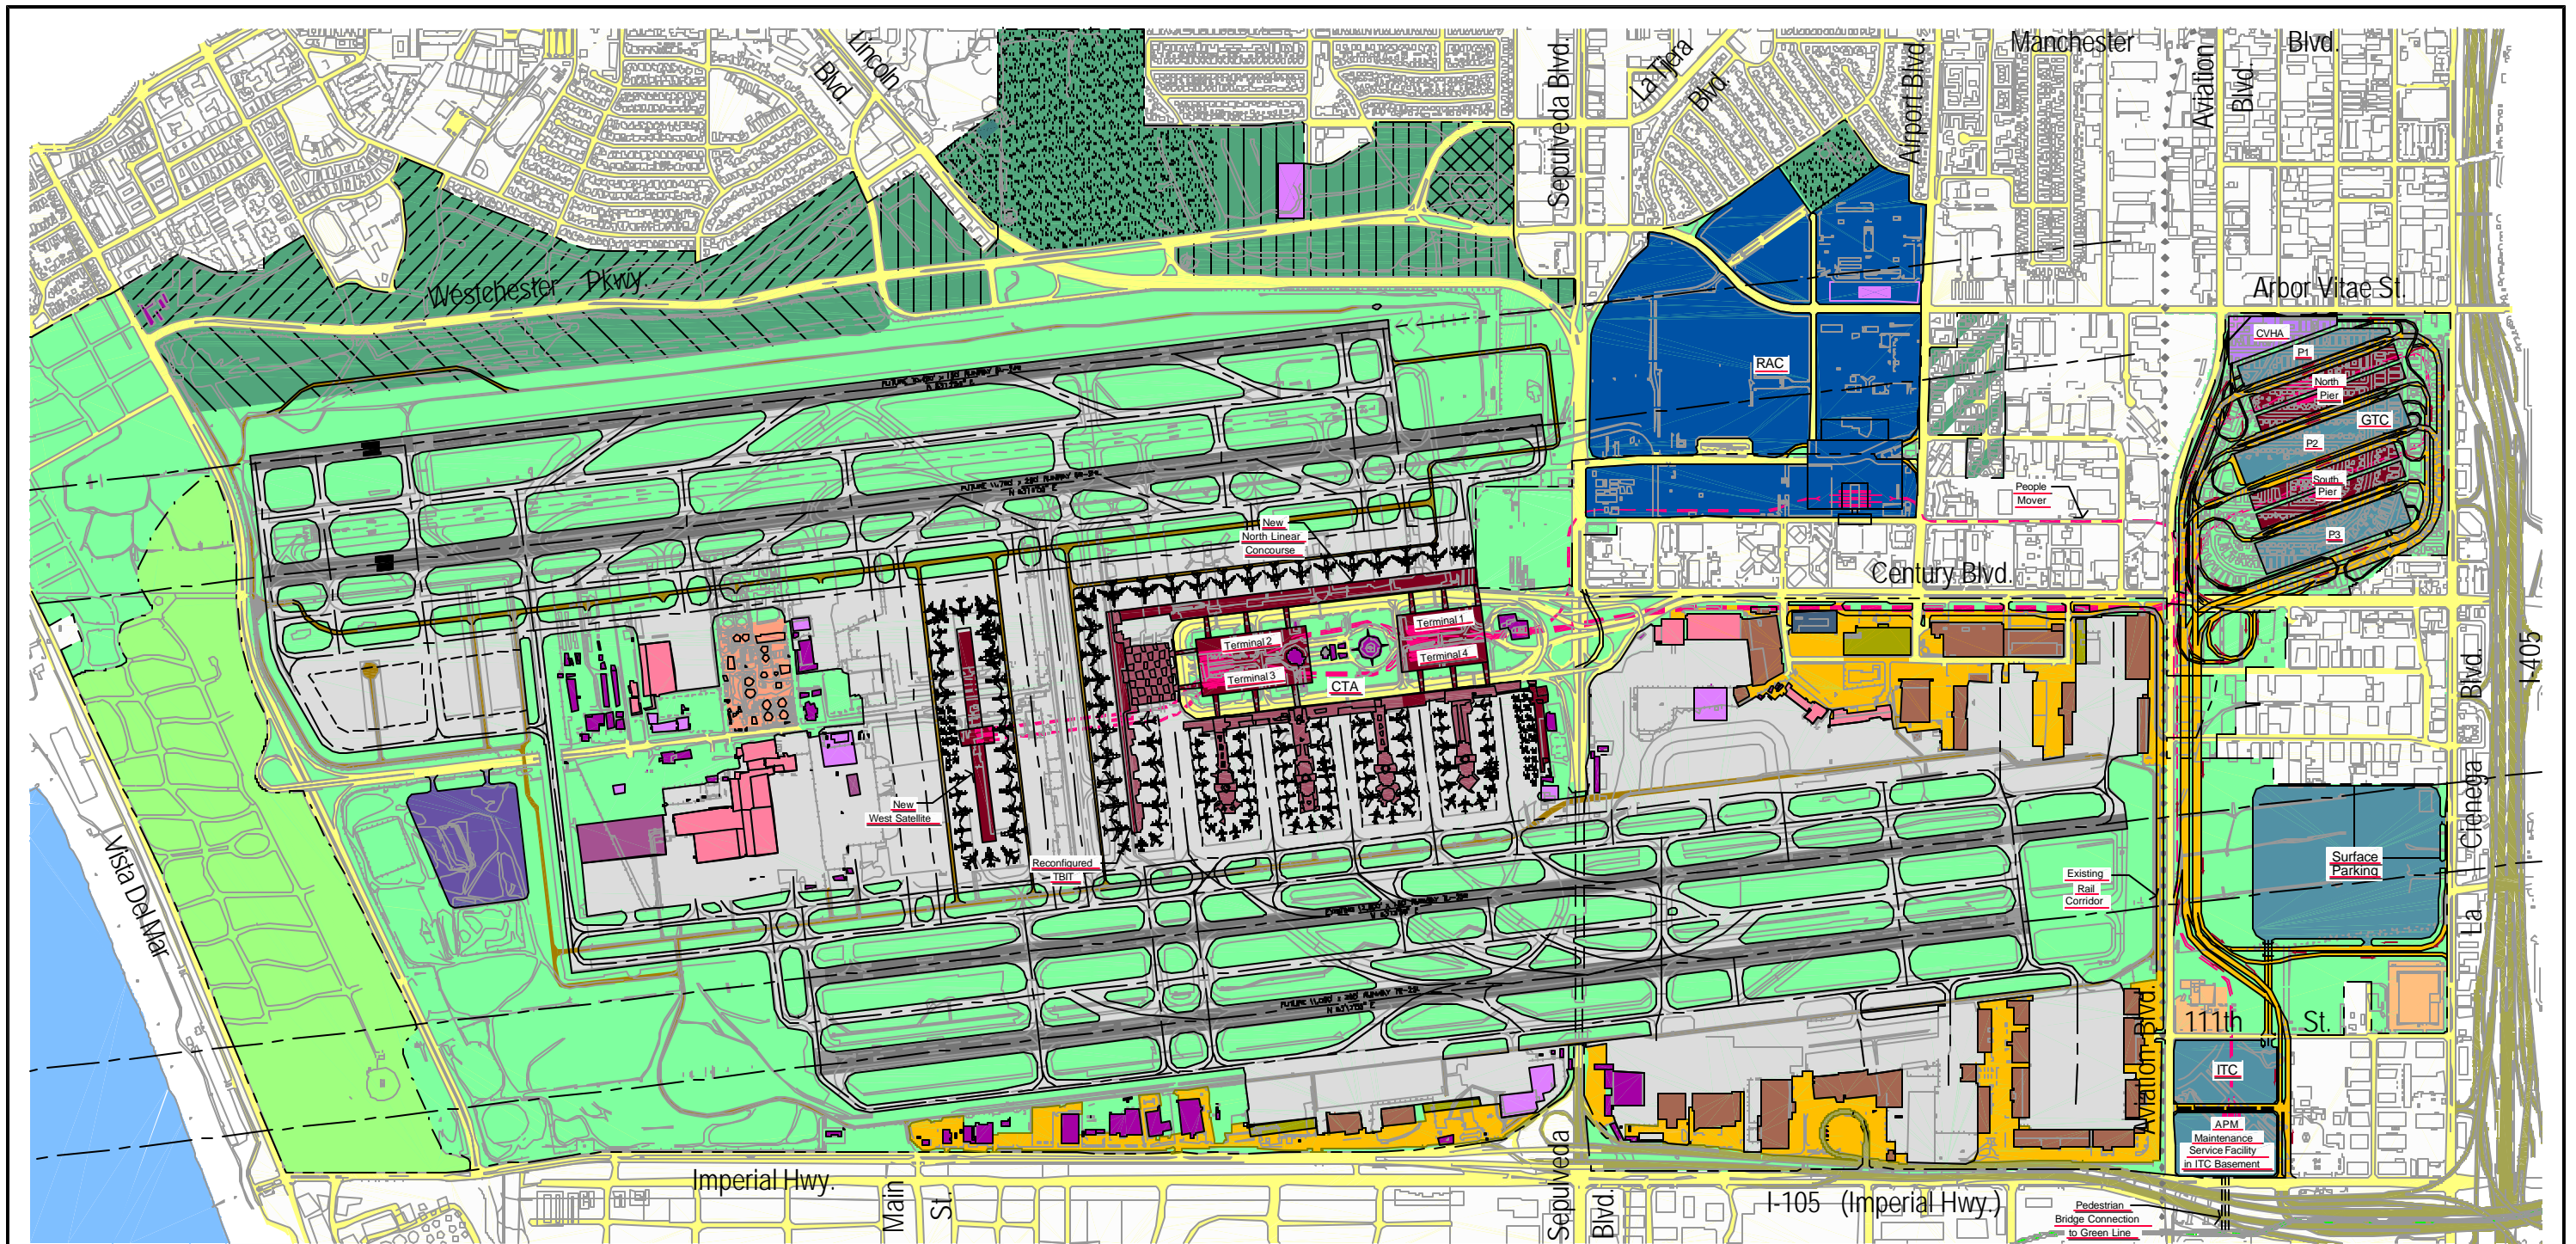 Lincoln
Blvd.
Sepulveda Blvd.
La Tijera
Blvd.
Airport Blvd.
Manchester
Blvd.
Aviation
Blvd.
Westchester Pkwy.
Arbor Vitae St.
CVHA
P1
North
Pier
GTC
P2
South
Pier
P3
RAC
People
Mover
New
North Linear
Concourse
Century Blvd.
Terminal 1
Terminal 2
Terminal 3
Terminal 4
CTA
New
West Satellite
Reconfigured
TBIT
Existing
Rail
Corridor
Surface
Parking
La Cienega Blvd.
I-405
Vista Del Mar
Aviation Blvd.
111th St.
ITC
APM
Maintenance
Service Facility
in ITC Basement
Imperial Hwy.
Main
St.
Sepulveda
Blvd.
I-105 (Imperial Hwy.)
Pedestrian
Bridge Connection
to Green Line